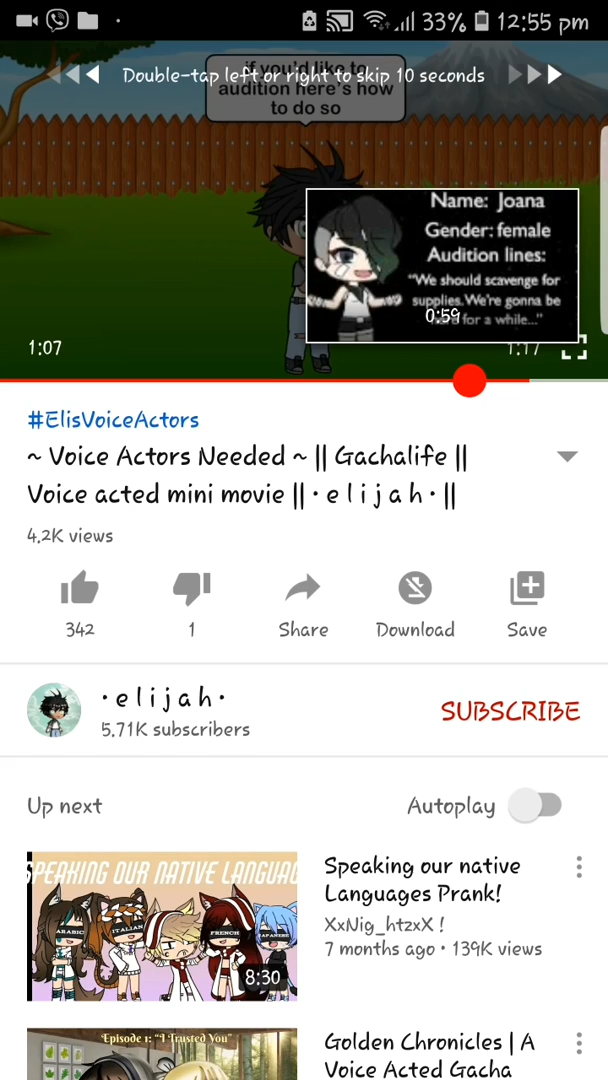 33% 12:55 pm
if you'd like to
Double-tap left or right to skip 10 seconds
audition here's how
to do so
Name: Joana
Gender: female
Audition lines:
"We should scavenge for
supplies. We're gonna be
for a while..."
0:59
1:07
1:17
#ElisVoiceActors
~ Voice Actors Needed ~ || Gachalife ||
Voice acted mini movie || • e l i j a h • ||
4.2K views
342
1
Share
Download
Save
• e l i j a h •
5.71K subscribers
SUBSCRIBE
Up next
Autoplay
SPEAKING OUR NATIVE LANGUAG
ARABIC
ITALIAN
FRENCH
JAPANESE
8:30
Speaking our native
Languages Prank!
XxNig_htzxX !
7 months ago • 139K views
Episode 1: "I Trusted You"
Golden Chronicles | A
Voice Acted Gacha